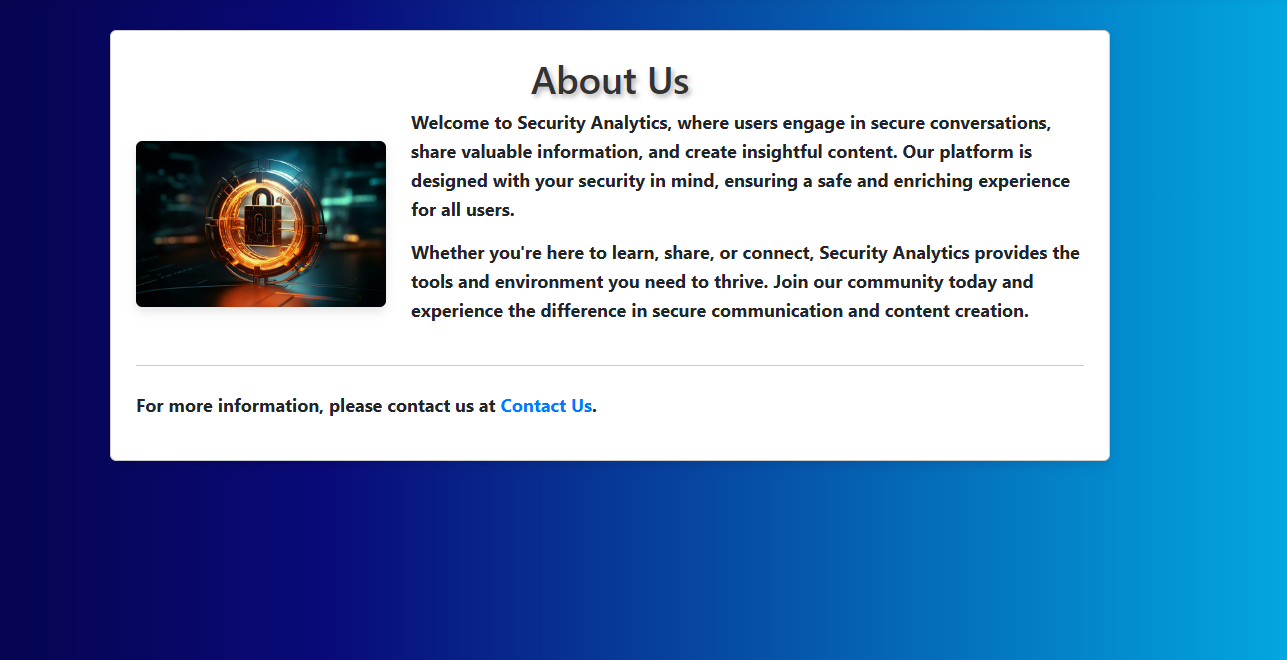 About Us
Welcome to Security Analytics, where users engage in secure conversations,
share valuable information, and create insightful content. Our platform is
designed with your security in mind, ensuring a safe and enriching experience
for all users.
Whether you're here to learn, share, or connect, Security Analytics provides the
tools and environment you need to thrive. Join our community today and
experience the difference in secure communication and content creation.
For more information, please contact us at Contact Us.